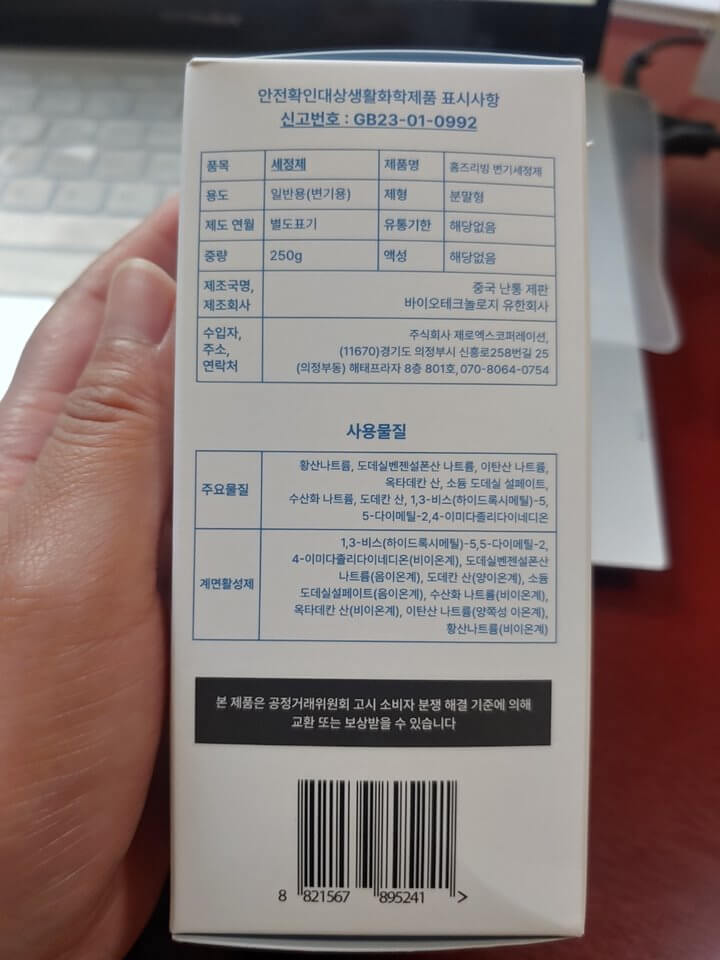 안전확인대상생활화학제품 표시사항
신고번호 : GB23-01-0992
품목 세정제 제품명 홈즈리빙 변기세정제
용도 일반용(변기용) 제형 분말형
제도 연월 별도표기 유통기한 해당없음
중량 250g 액성 해당없음
제조국명,
제조회사
중국 난통 제판
바이오테크놀로지 유한회사
수입자,
주소,
연락처
주식회사 제로엑스코퍼레이션,
(11670)경기도 의정부시 신흥로258번길 25
(의정부동) 해태프라자 8층 801호, 070-8064-0754
사용물질
주요물질
황산나트륨, 도데실벤젠설폰산 나트륨, 이탄산 나트륨,
옥타데칸 산, 소듐 도데실 설페이트,
수산화 나트륨, 도데칸 산, 1,3-비스(하이드록시메틸)-5,
5-다이메틸-2,4-이미다졸리다이네디온
계면활성제
1,3-비스(하이드록시메틸)-5,5-다이메틸-2,
4-이미다졸리다이네디온(비이온계), 도데실벤젠설폰산
나트륨(음이온계), 도데칸 산(양이온계), 소듐
도데실설페이트(음이온계), 수산화 나트륨(비이온계),
옥타데칸 산(비이온계), 이탄산 나트륨(양쪽성 이온계),
황산나트륨(비이온계)
본 제품은 공정거래위원회 고시 소비자 분쟁 해결 기준에 의해
교환 또는 보상받을 수 있습니다
8 821567 895241 >